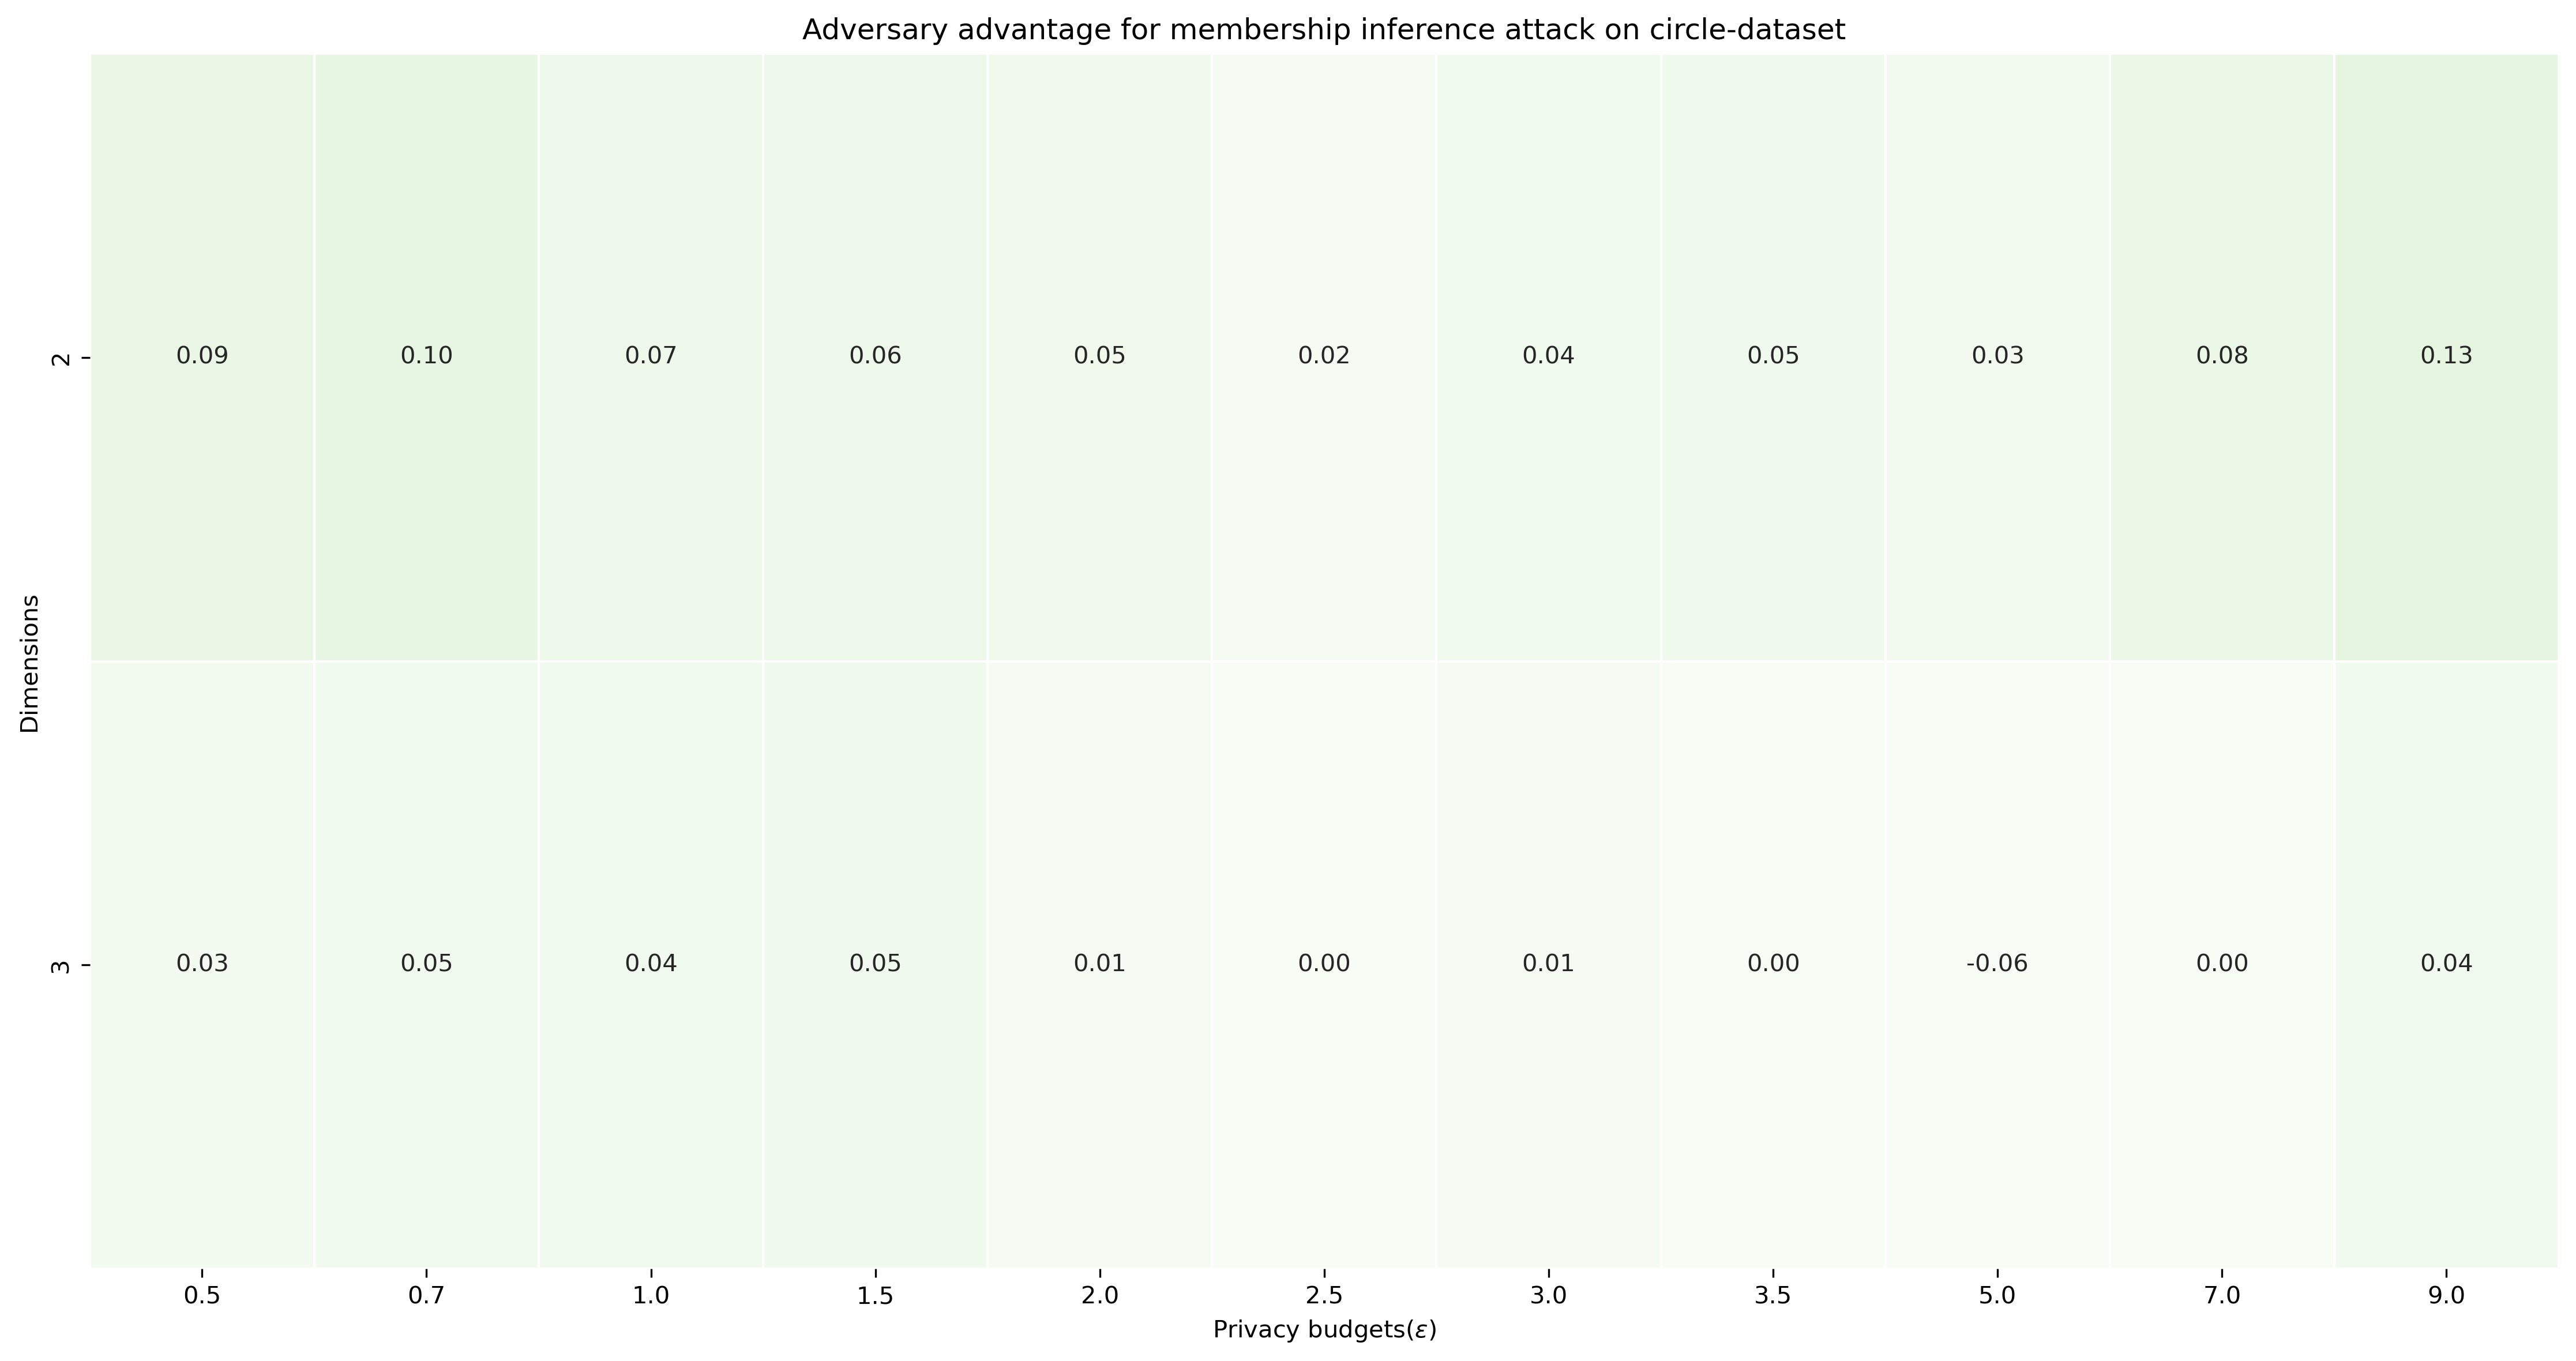 Adversary advantage for membership inference attack on circle-dataset
Dimensions
2
0.09 0.10 0.07 0.06 0.05 0.02 0.04 0.05 0.03 0.08 0.13
3
0.03 0.05 0.04 0.05 0.01 0.00 0.01 0.00 -0.06 0.00 0.04
0.5 0.7 1.0 1.5 2.0 2.5 3.0 3.5 5.0 7.0 9.0
Privacy budgets(ε)